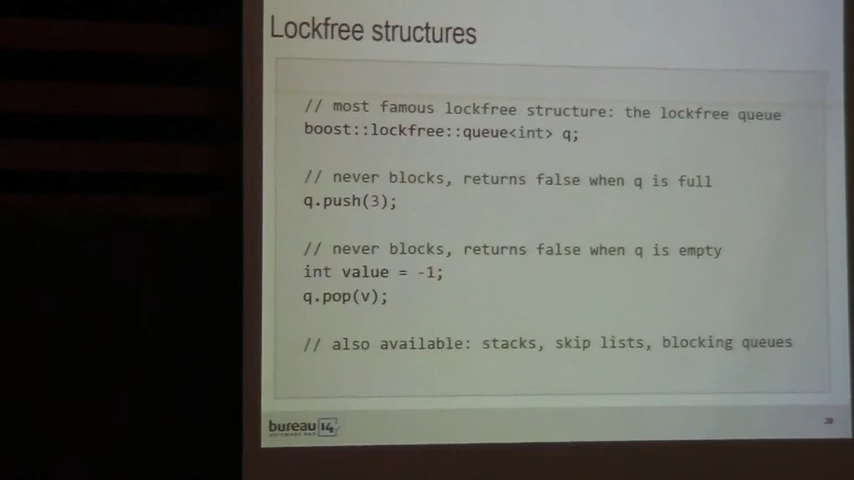 Lockfree structures
// most famous lockfree structure: the lockfree queue
boost::lockfree::queue<int> q;
// never blocks, returns false when q is full
q.push(3);
// never blocks, returns false when q is empty
int value = -1;
q.pop(v);
// also available: stacks, skip lists, blocking queues
bureau 14